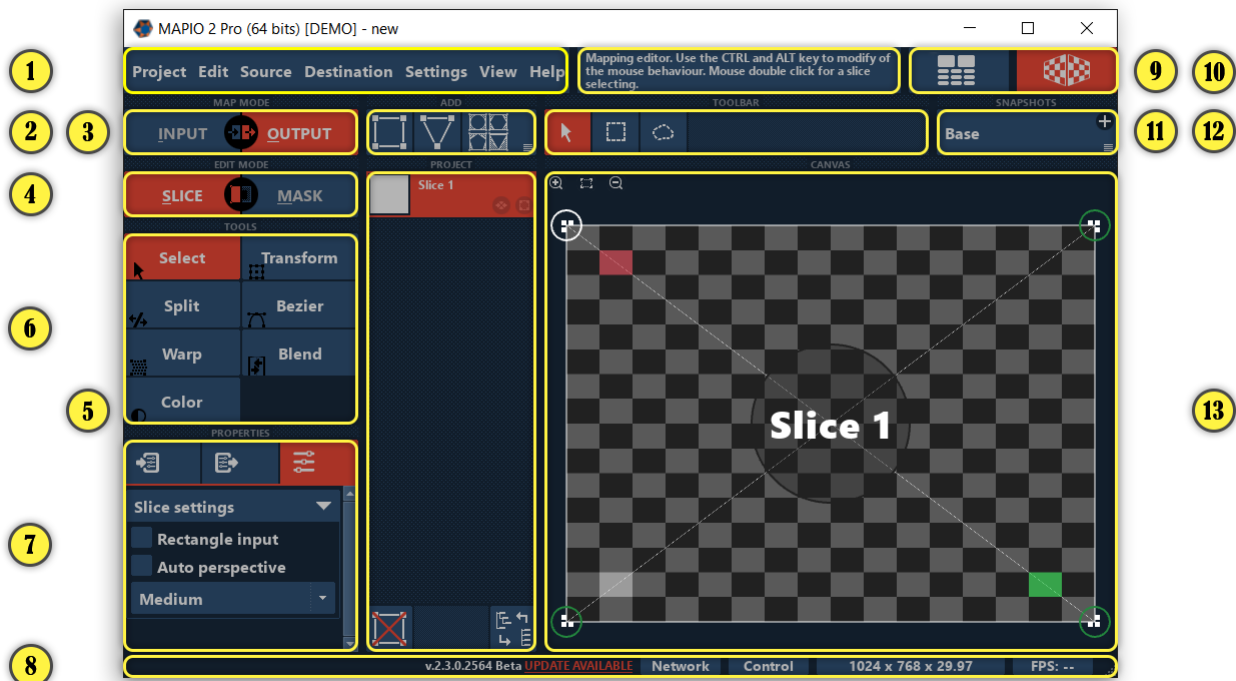 MAPIO 2 Pro (64 bits) [DEMO] - new
1
Project Edit Source Destination Settings View Help
Mapping editor. Use the CTRL and ALT key to modify of
the mouse behaviour. Mouse double click for a slice
selecting.
9
10
MAP MODE
ADD
TOOLBAR
SNAPSHOTS
2
3
INPUT
OUTPUT
Base
11
12
EDIT MODE
PROJECT
CANVAS
4
SLICE
MASK
Slice 1
TOOLS
Select
Transform
Split
Bezier
6
Warp
Blend
5
Color
Slice 1
13
PROPERTIES
Slice settings
7
Rectangle input
Auto perspective
Medium
8
v.2.3.0.2564 Beta UPDATE AVAILABLE
Network
Control
1024 x 768 x 29.97
FPS: --